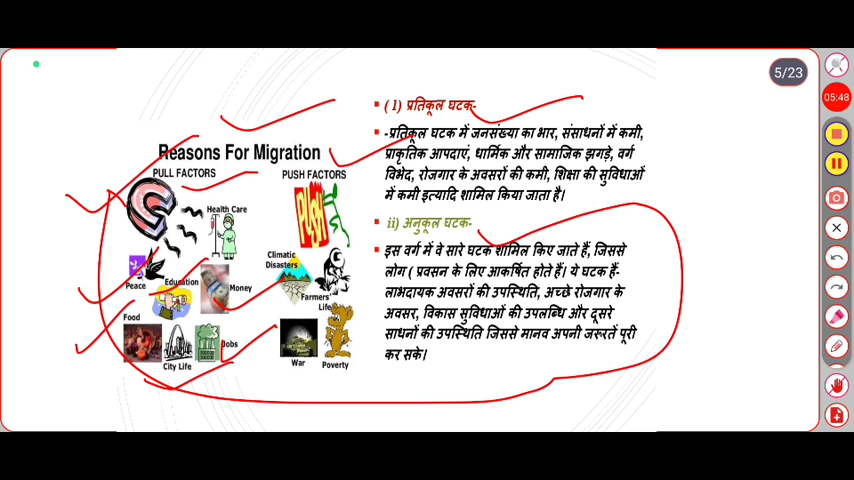 5/23
05:48
Reasons For Migration
PULL FACTORS
PUSH FACTORS
Health Care
PUSH
Climatic
Disasters
Peace
Education
Money
Farmers'
Life
Food
Jobs
City Life
War
Poverty
( 1) प्रतिकूल घटक-
-प्रतिकूल घटक में जनसंख्या का भार, संसाधनों में कमी,
प्राकृतिक आपदाएं, धार्मिक और सामाजिक झगड़े, वर्ग
विभेद, रोजगार के अवसरों की कमी, शिक्षा की सुविधाओं
में कमी इत्यादि शामिल किया जाता है।
ii) अनुकूल घटक-
इस वर्ग में वे सारे घटक शामिल किए जाते हैं, जिससे
लोग ( प्रवसन के लिए आकर्षित होते हैं। ये घटक हैं-
लाभदायक अवसरों की उपस्थिति, अच्छे रोजगार के
अवसर, विकास सुविधाओं की उपलब्धि और दूसरे
साधनों की उपस्थिति जिससे मानव अपनी जरूरतें पूरी
कर सके।